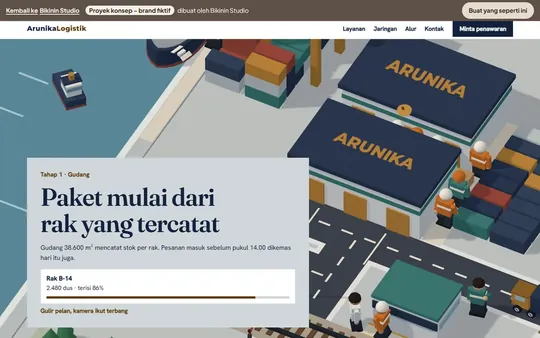 Kembali ke Bikinin Studio
Proyek konsep – brand fiktif
dibuat oleh Bikinin Studio
Buat yang seperti ini
ArunikaLogistik
Layanan
Jaringan
Alur
Kontak
Minta penawaran
ARUNIKA
ARUNIKA
Tahap 1 · Gudang
Paket mulai dari
rak yang tercatat
Gudang 38.600 m² mencatat stok per rak. Pesanan masuk sebelum pukul 14.00 dikemas
hari itu juga.
Rak B-14
2.480 dus · terisi 86%
Gulir pelan, kamera ikut terbang